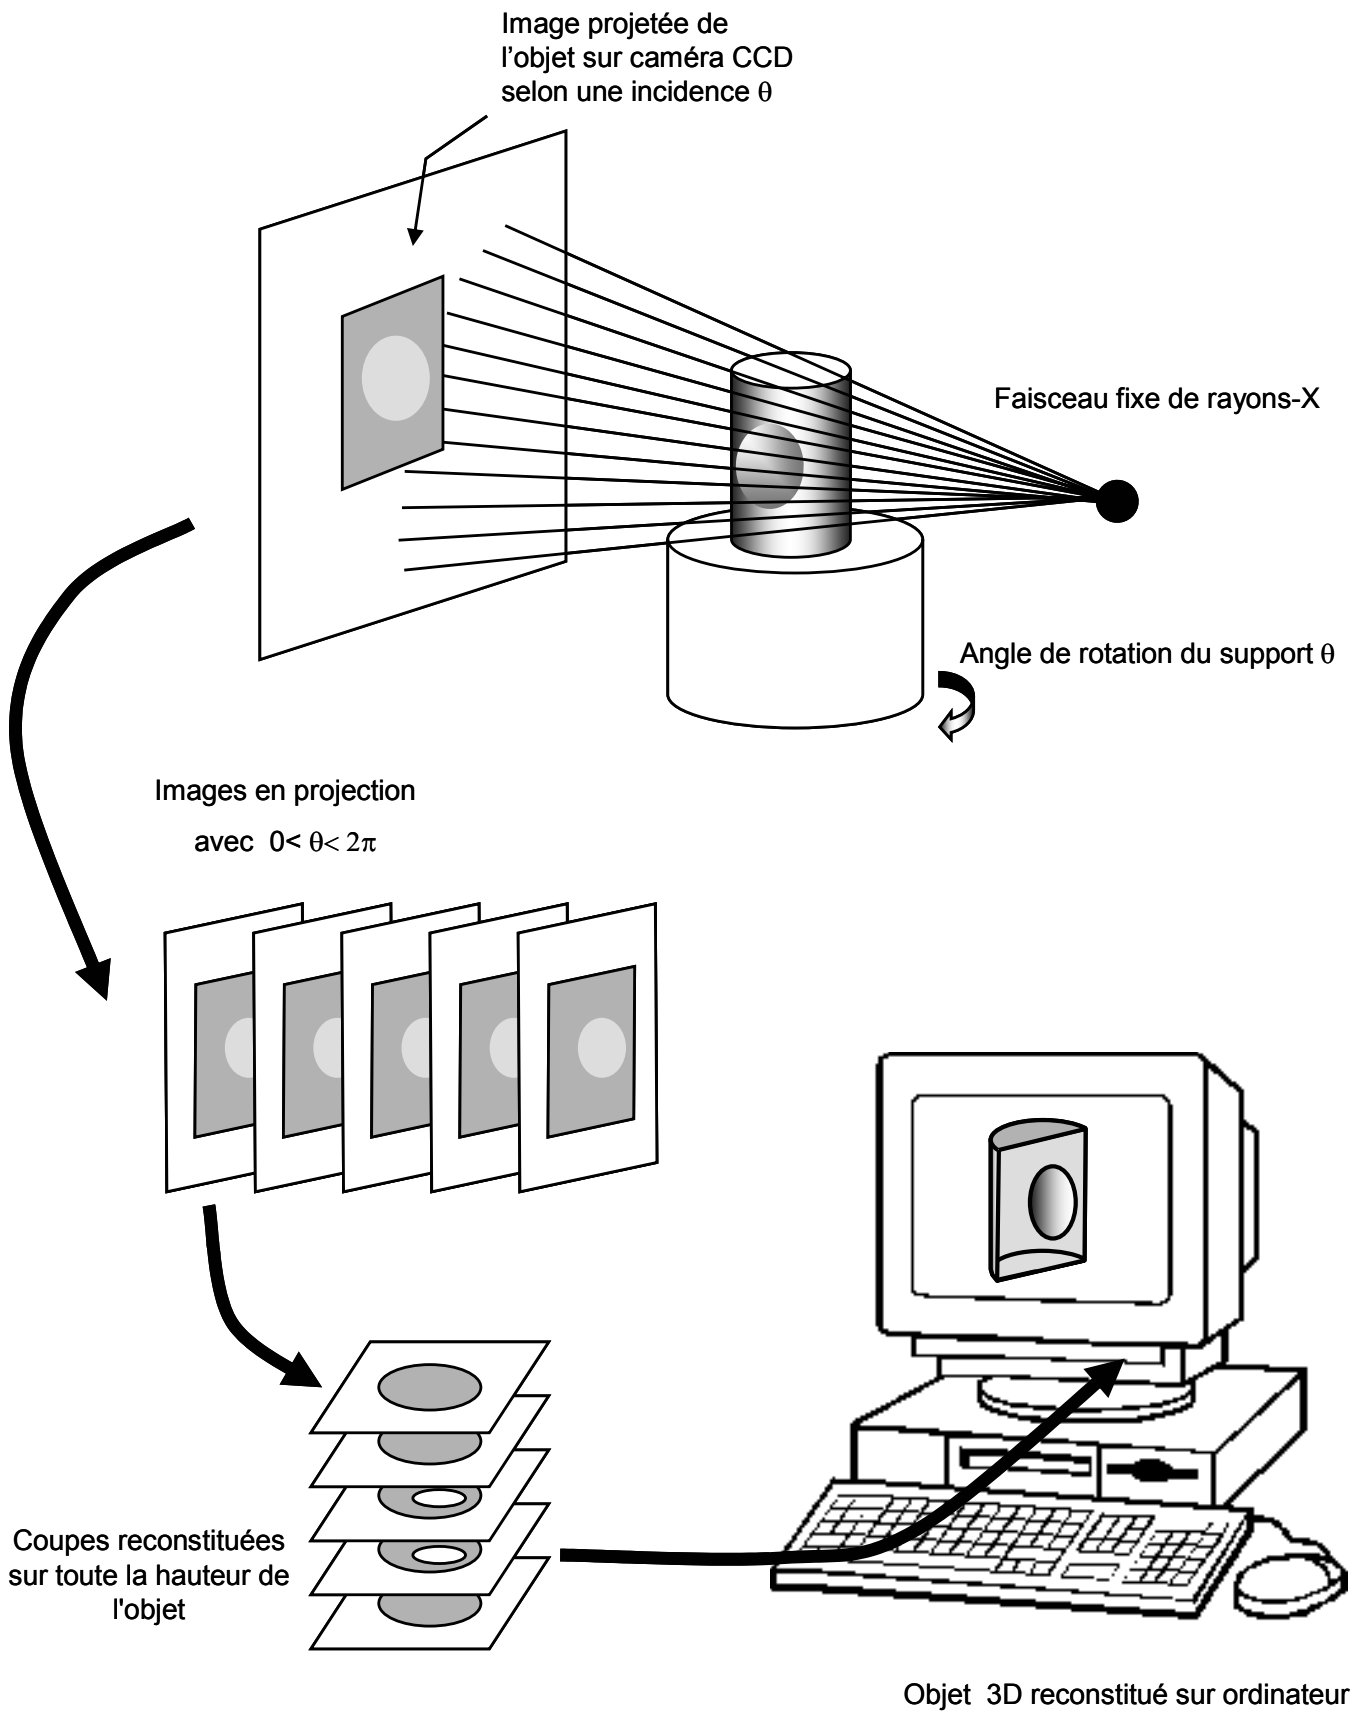 Image projetée de
l'objet sur caméra CCD
selon une incidence θ
Faisceau fixe de rayons-X
Angle de rotation du support θ
Images en projection
avec 0< θ< 2π
Coupes reconstituées
sur toute la hauteur de
l'objet
Objet 3D reconstitué sur ordinateur